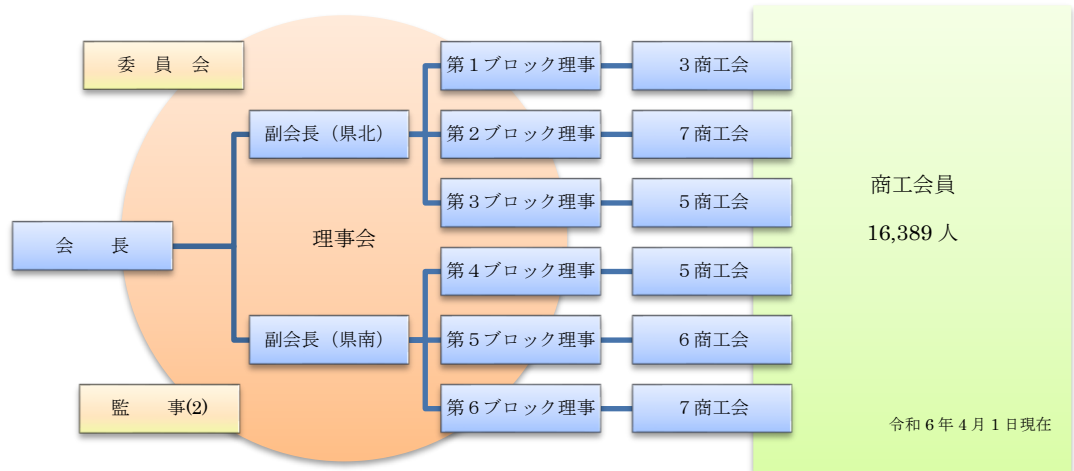 委 員 会
第１ブロック理事
３商工会
副会長（県北）
第２ブロック理事
７商工会
第３ブロック理事
５商工会
商工会員
16,389 人
会 長
理事会
第４ブロック理事
５商工会
副会長（県南）
第５ブロック理事
６商工会
監 事(2)
第６ブロック理事
７商工会
令和 6 年 4 月 1 日現在